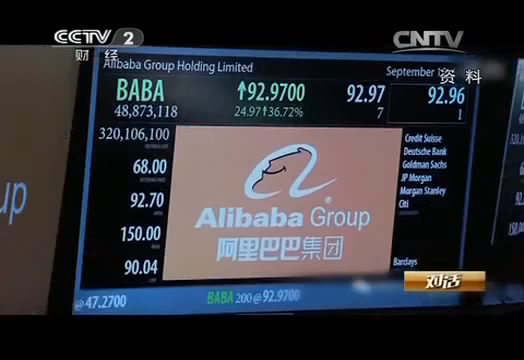 CCTV 2
财 经
CNTV
资 料
Alibaba Group Holding Limited
September 1
BABA
↑92.9700
92.97
92.96
48,873,118
24.97↑36.72%
7
1
320,106,100
68.00
92.70
150.00
90.04
Alibaba Group
®
阿里巴巴集团
Credit Suisse
Deutsche Bank
Goldman Sachs
JP Morgan
Morgan Stanley
Citi
Barclays
up
@47.2700
BABA 200@92.9700
对话